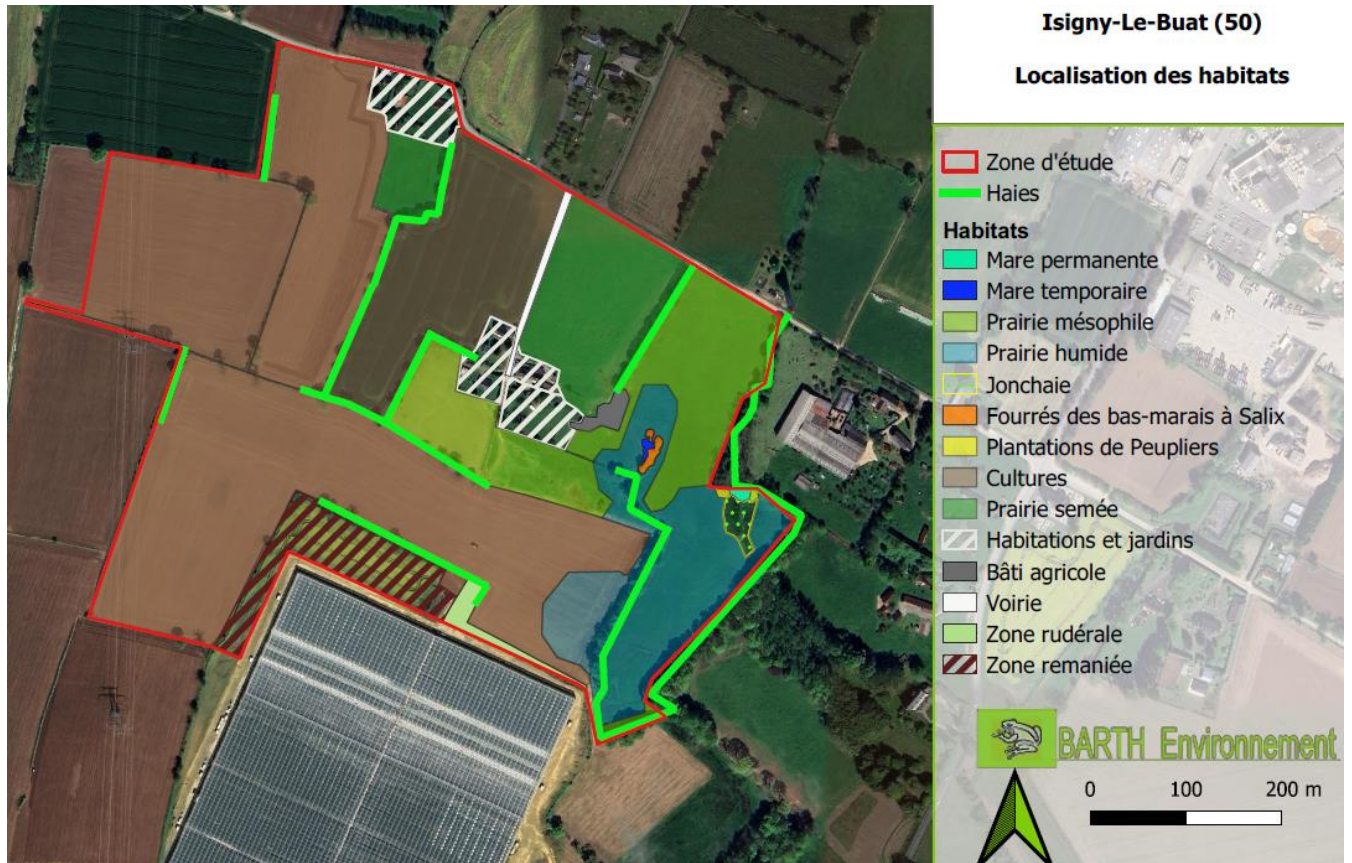 Isigny-Le-Buat (50)
Localisation des habitats
Zone d'étude
Haies
Habitats
Mare permanente
Mare temporaire
Prairie mésophile
Prairie humide
Jonchaie
Fourrés des bas-marais à Salix
Plantations de Peupliers
Cultures
Prairie semée
Habitations et jardins
Bâti agricole
Voirie
Zone rudérale
Zone remaniée
BARTH Environnement
0 100 200 m